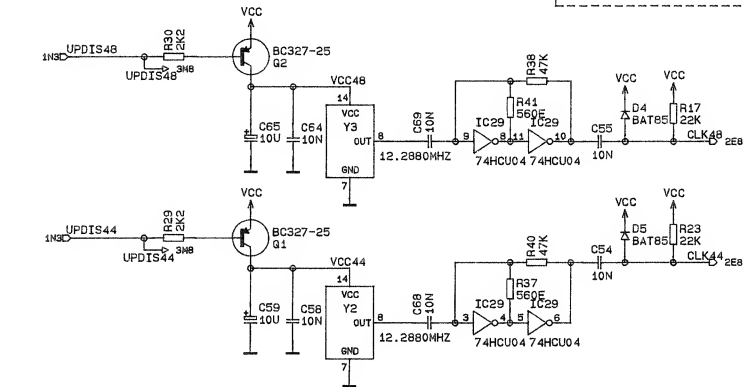 VCC
1N3 UPDIS48
R30
2K2
BC327-25
Q2
UPDIS48
3M8
VCC48
C65
10U
C64
10N
14
VCC
Y3
OUT
8
GND
7
12.2880MHZ
C69
10N
R38
47K
R41
560E
IC29
IC29
9
8
11
10
74HCU04
74HCU04
C55
10N
VCC
VCC
D4
BAT85
R17
22K
CLK48
2E8
VCC
1N3 UPDIS44
R29
2K2
BC327-25
Q1
UPDIS44
3M8
VCC44
C59
10U
C58
10N
14
VCC
Y2
OUT
8
GND
7
12.2880MHZ
C68
10N
R40
47K
R37
560E
IC29
IC29
3
4
5
6
74HCU04
74HCU04
C54
10N
VCC
VCC
D5
BAT85
R23
22K
CLK44
2E8